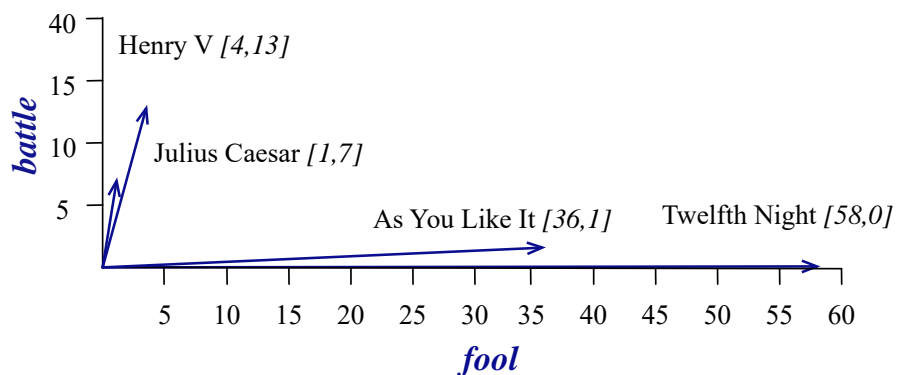 40
Henry V [4,13]
15
battle
10
Julius Caesar [1,7]
5
As You Like It [36,1]
Twelfth Night [58,0]
5 10 15 20 25 30 35 40 45 50 55 60
fool